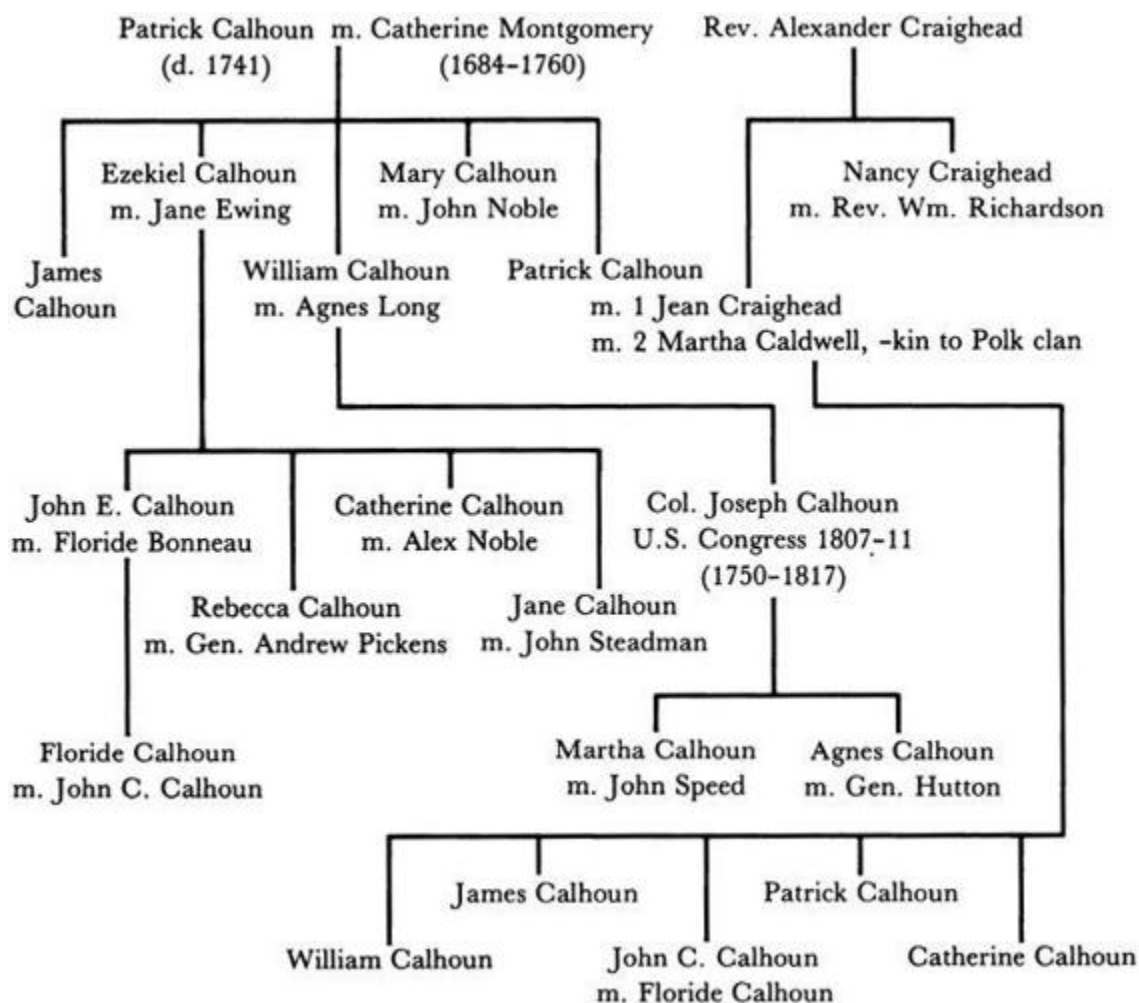 Patrick Calhoun m. Catherine Montgomery
(d. 1741) (1684–1760)
Rev. Alexander Craighead
Ezekiel Calhoun
m. Jane Ewing
Mary Calhoun
m. John Noble
Nancy Craighead
m. Rev. Wm. Richardson
James
Calhoun
William Calhoun
m. Agnes Long
Patrick Calhoun
m. 1 Jean Craighead
m. 2 Martha Caldwell, -kin to Polk clan
John E. Calhoun
m. Floride Bonneau
Catherine Calhoun
m. Alex Noble
Col. Joseph Calhoun
U.S. Congress 1807–11
(1750–1817)
Rebecca Calhoun
m. Gen. Andrew Pickens
Jane Calhoun
m. John Steadman
Floride Calhoun
m. John C. Calhoun
Martha Calhoun
m. John Speed
Agnes Calhoun
m. Gen. Hutton
James Calhoun
Patrick Calhoun
William Calhoun
John C. Calhoun
m. Floride Calhoun
Catherine Calhoun